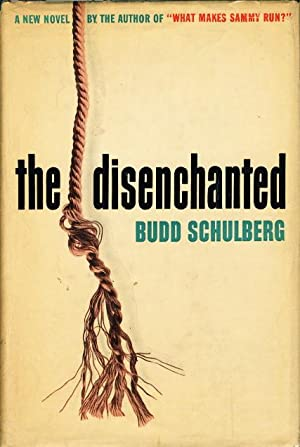 A NEW NOVEL BY THE AUTHOR OF "WHAT MAKES SAMMY RUN?"
the disenchanted
BUDD SCHULBERG